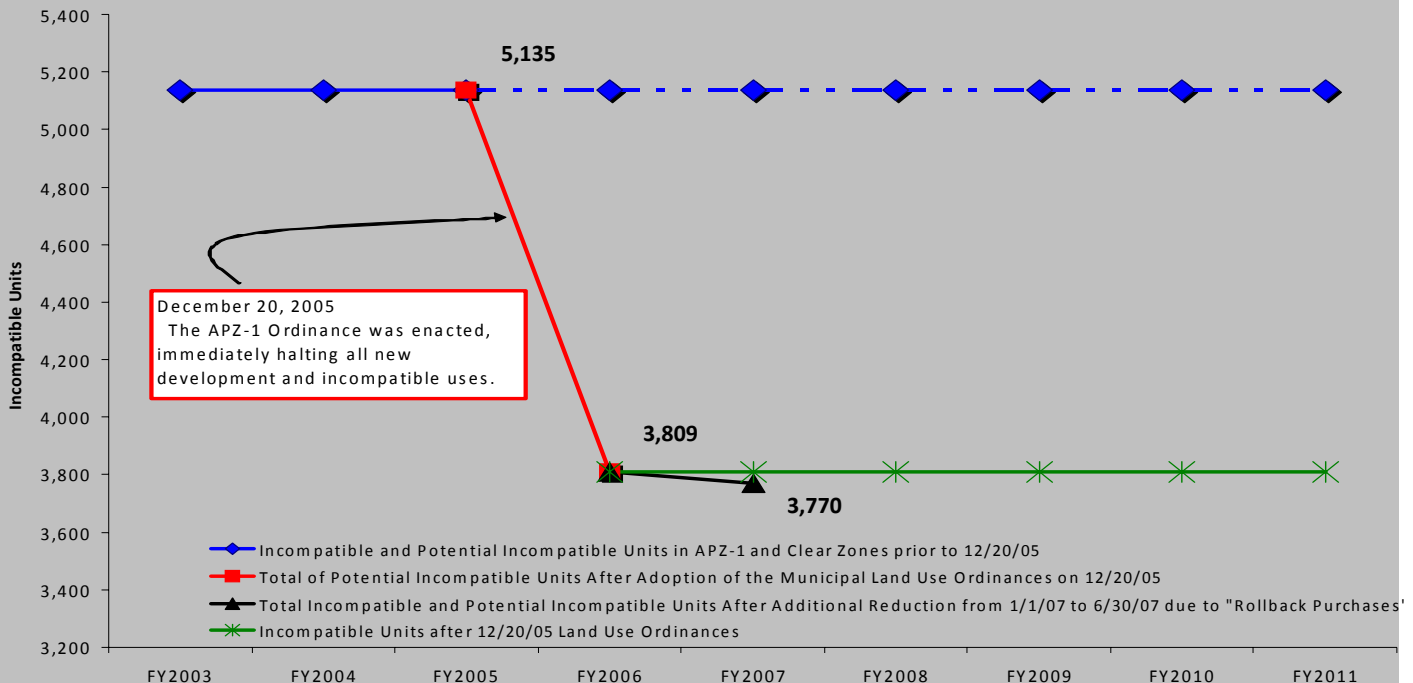 5,400
5,200
5,000
4,800
4,600
4,400
4,200
4,000
3,800
3,600
3,400
3,200
Incompatible Units
5,135
December 20, 2005
The APZ-1 Ordinance was enacted,
immediately halting all new
development and incompatible uses.
3,809
3,770
Incompatible and Potential Incompatible Units in APZ-1 and Clear Zones prior to 12/20/05
Total of Potential Incompatible Units After Adoption of the Municipal Land Use Ordinances on 12/20/05
Total Incompatible and Potential Incompatible Units After Additional Reduction from 1/1/07 to 6/30/07 due to "Rollback Purchases"
Incompatible Units after 12/20/05 Land Use Ordinances
FY2003 FY2004 FY2005 FY2006 FY2007 FY2008 FY2009 FY2010 FY2011